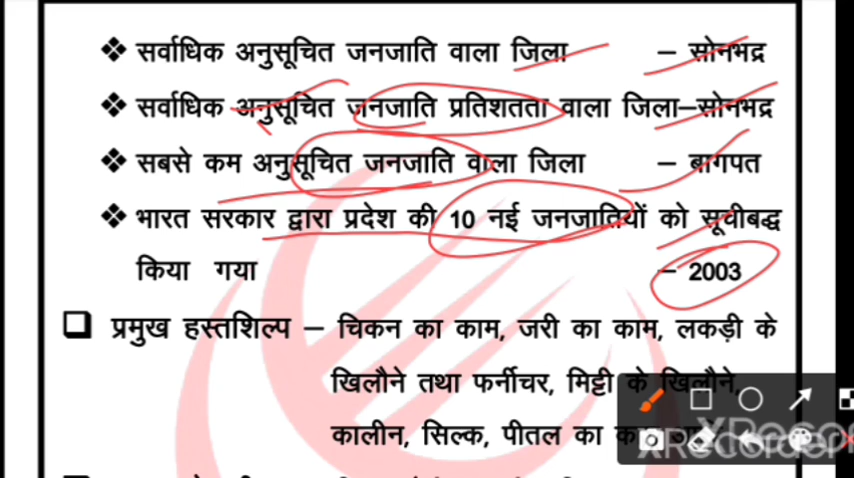 ❖ सर्वाधिक अनुसूचित जनजाति वाला जिला – सोनभद्र
❖ सर्वाधिक अनुसूचित जनजाति प्रतिशतता वाला जिला–सोनभद्र
❖ सबसे कम अनुसूचित जनजाति वाला जिला – बागपत
❖ भारत सरकार द्वारा प्रदेश की 10 नई जनजातियों को सूचीबद्ध
किया गया – 2003
❑ प्रमुख हस्तशिल्प – चिकन का काम, जरी का काम, लकड़ी के
खिलौने तथा फर्नीचर, मिट्टी के खिलौने,
कालीन, सिल्क, पीतल का
XRecorder